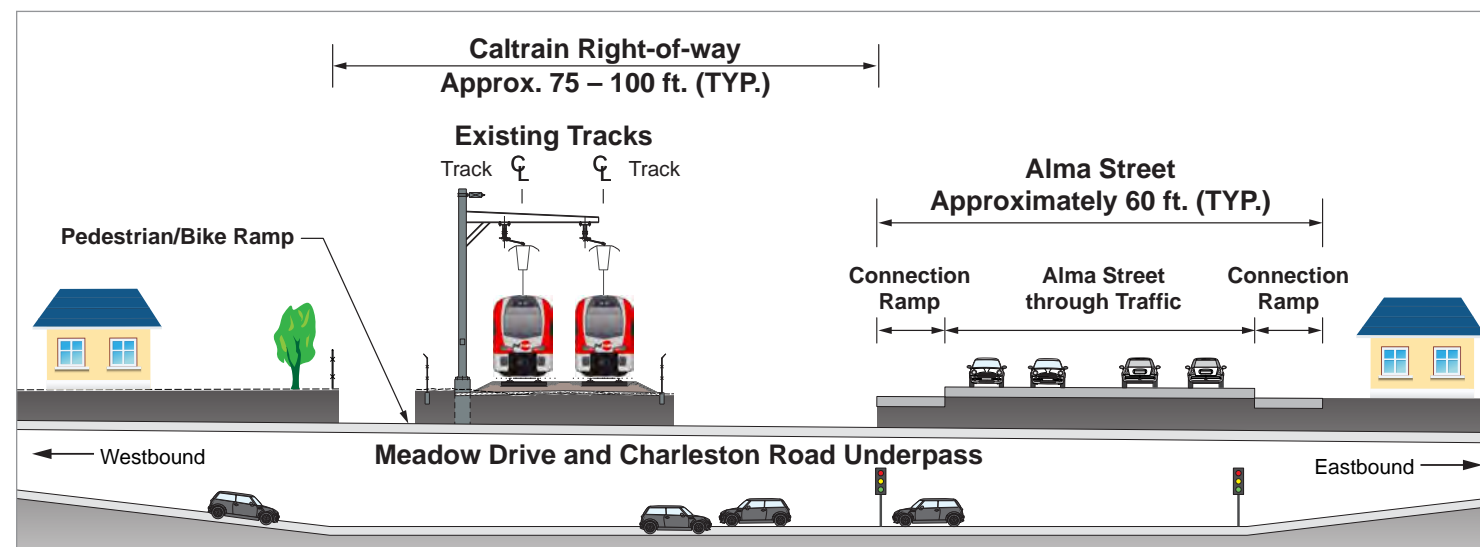 Caltrain Right-of-way
Approx. 75 – 100 ft. (TYP.)
Existing Tracks
Track ℄ ℄ Track
Alma Street
Approximately 60 ft. (TYP.)
Pedestrian/Bike Ramp
Connection
Ramp
Alma Street
through Traffic
Connection
Ramp
Westbound
Meadow Drive and Charleston Road Underpass
Eastbound